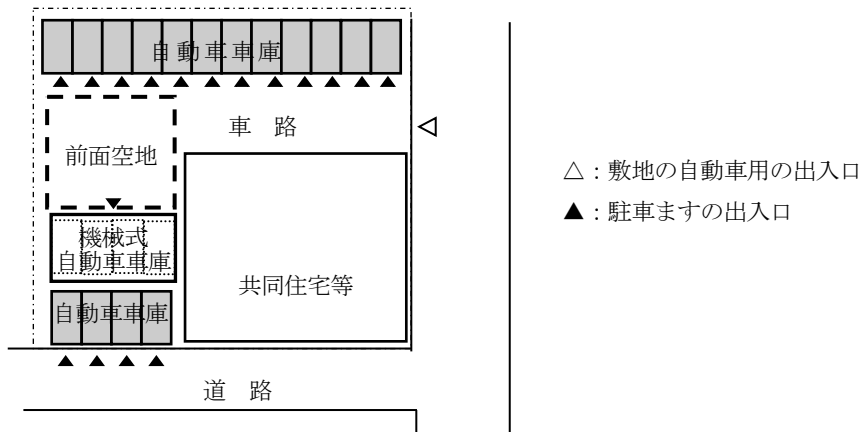 自動車車庫
車　路
前面空地
△：敷地の自動車用の出入口
▲：駐車ますの出入口
機械式
自動車車庫
共同住宅等
自動車車庫
道　路